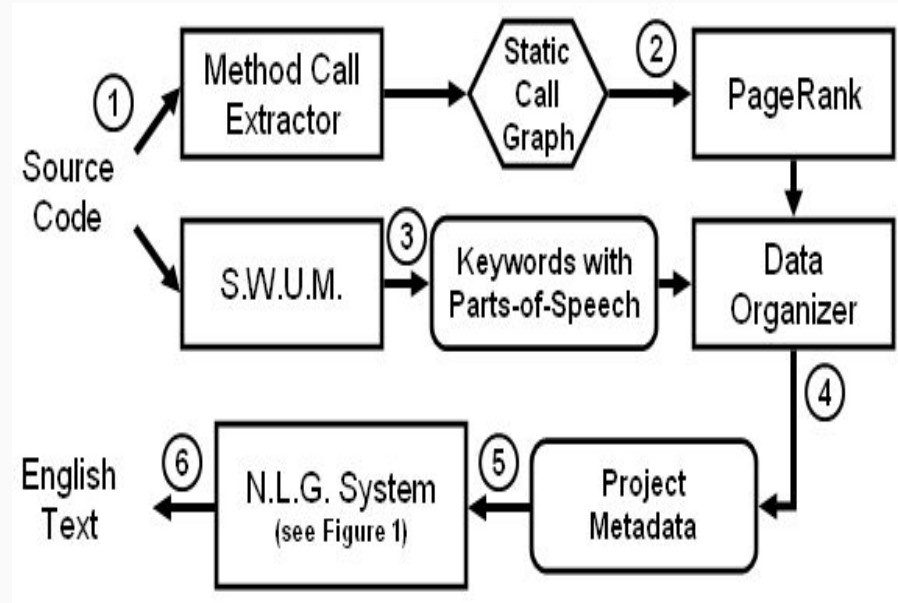 1
Source
Code
Method Call
Extractor
Static
Call
Graph
2
PageRank
S.W.U.M.
3
Keywords with
Parts-of-Speech
Data
Organizer
4
Project
Metadata
5
N.L.G. System
(see Figure 1)
6
English
Text